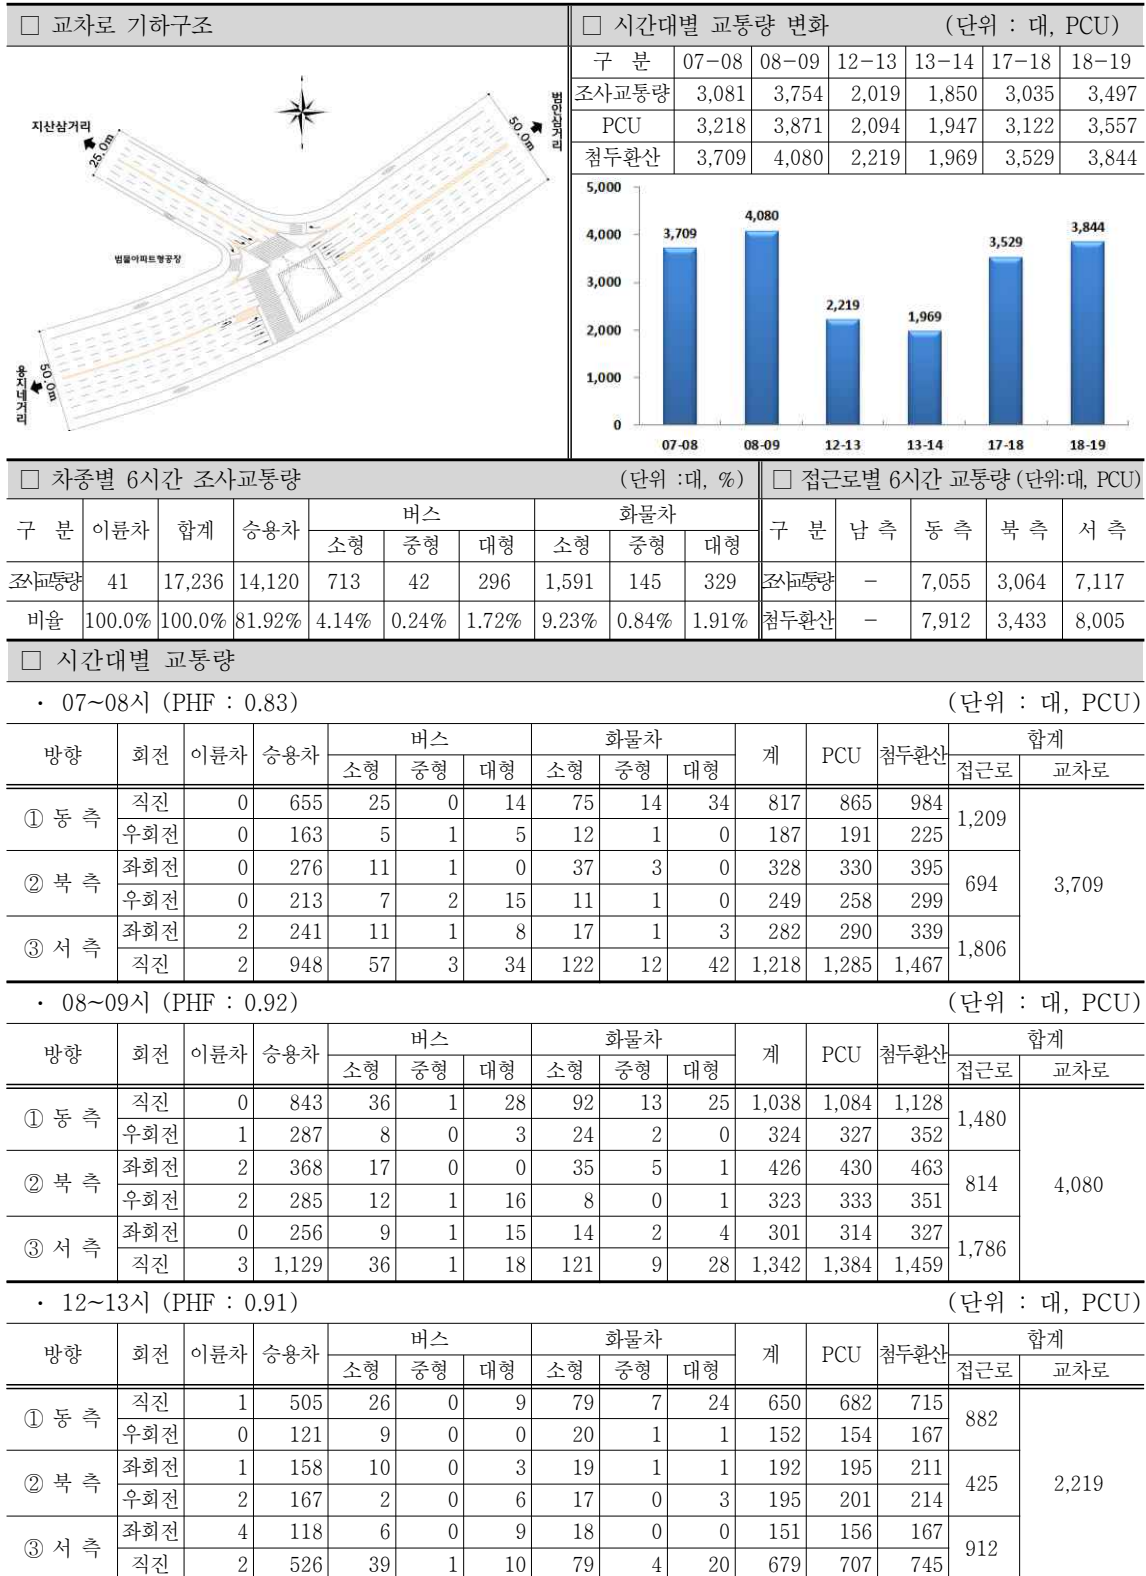 □ 교차로 기하구조
지산삼거리
25.0m
범안삼거리
50.0m
범물아파트형공장
용지네거리
50.0m
□ 시간대별 교통량 변화 (단위 : 대, PCU)
구 분 07-08 08-09 12-13 13-14 17-18 18-19
조사교통량 3,081 3,754 2,019 1,850 3,035 3,497
PCU 3,218 3,871 2,094 1,947 3,122 3,557
첨두환산 3,709 4,080 2,219 1,969 3,529 3,844
5,000
4,000
3,000
2,000
1,000
0
3,709 4,080 2,219 1,969 3,529 3,844
07-08 08-09 12-13 13-14 17-18 18-19
□ 차종별 6시간 조사교통량 (단위 :대, %)
구 분 이륜차 합계 승용차 버스 화물차
소형 중형 대형 소형 중형 대형
조사교통량 41 17,236 14,120 713 42 296 1,591 145 329
비율 100.0% 100.0% 81.92% 4.14% 0.24% 1.72% 9.23% 0.84% 1.91%
□ 접근로별 6시간 교통량 (단위:대, PCU)
구 분 남 측 동 측 북 측 서 측
조사교통량 - 7,055 3,064 7,117
첨두환산 - 7,912 3,433 8,005
□ 시간대별 교통량
· 07~08시 (PHF : 0.83) (단위 : 대, PCU)
방향 회전 이륜차 승용차 버스 화물차 계 PCU 첨두환산 합계
소형 중형 대형 소형 중형 대형 접근로 교차로
① 동 측 직진 0 655 25 0 14 75 14 34 817 865 984 1,209 3,709
우회전 0 163 5 1 5 12 1 0 187 191 225
② 북 측 좌회전 0 276 11 1 0 37 3 0 328 330 395 694
우회전 0 213 7 2 15 11 1 0 249 258 299
③ 서 측 좌회전 2 241 11 1 8 17 1 3 282 290 339 1,806
직진 2 948 57 3 34 122 12 42 1,218 1,285 1,467
· 08~09시 (PHF : 0.92) (단위 : 대, PCU)
방향 회전 이륜차 승용차 버스 화물차 계 PCU 첨두환산 합계
소형 중형 대형 소형 중형 대형 접근로 교차로
① 동 측 직진 0 843 36 1 28 92 13 25 1,038 1,084 1,128 1,480 4,080
우회전 1 287 8 0 3 24 2 0 324 327 352
② 북 측 좌회전 2 368 17 0 0 35 5 1 426 430 463 814
우회전 2 285 12 1 16 8 0 1 323 333 351
③ 서 측 좌회전 0 256 9 1 15 14 2 4 301 314 327 1,786
직진 3 1,129 36 1 18 121 9 28 1,342 1,384 1,459
· 12~13시 (PHF : 0.91) (단위 : 대, PCU)
방향 회전 이륜차 승용차 버스 화물차 계 PCU 첨두환산 합계
소형 중형 대형 소형 중형 대형 접근로 교차로
① 동 측 직진 1 505 26 0 9 79 7 24 650 682 715 882 2,219
우회전 0 121 9 0 0 20 1 1 152 154 167
② 북 측 좌회전 1 158 10 0 3 19 1 1 192 195 211 425
우회전 2 167 2 0 6 17 0 3 195 201 214
③ 서 측 좌회전 4 118 6 0 9 18 0 0 151 156 167 912
직진 2 526 39 1 10 79 4 20 679 707 745